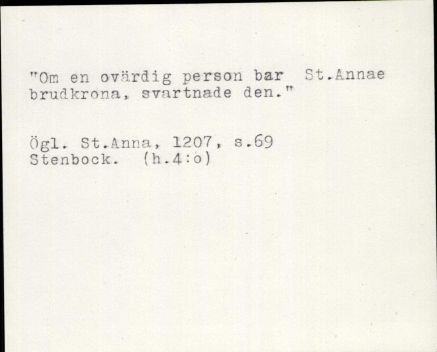 "Om en ovärdig person bar St.Annae
brudkrona, svartnade den."
Ögl. St.Anna, 1207, s.69
Stenbock. (h.4:o)